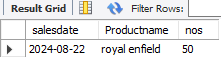 Result Grid Filter Rows:
salesdate Productname nos
2024-08-22 royal enfield 50